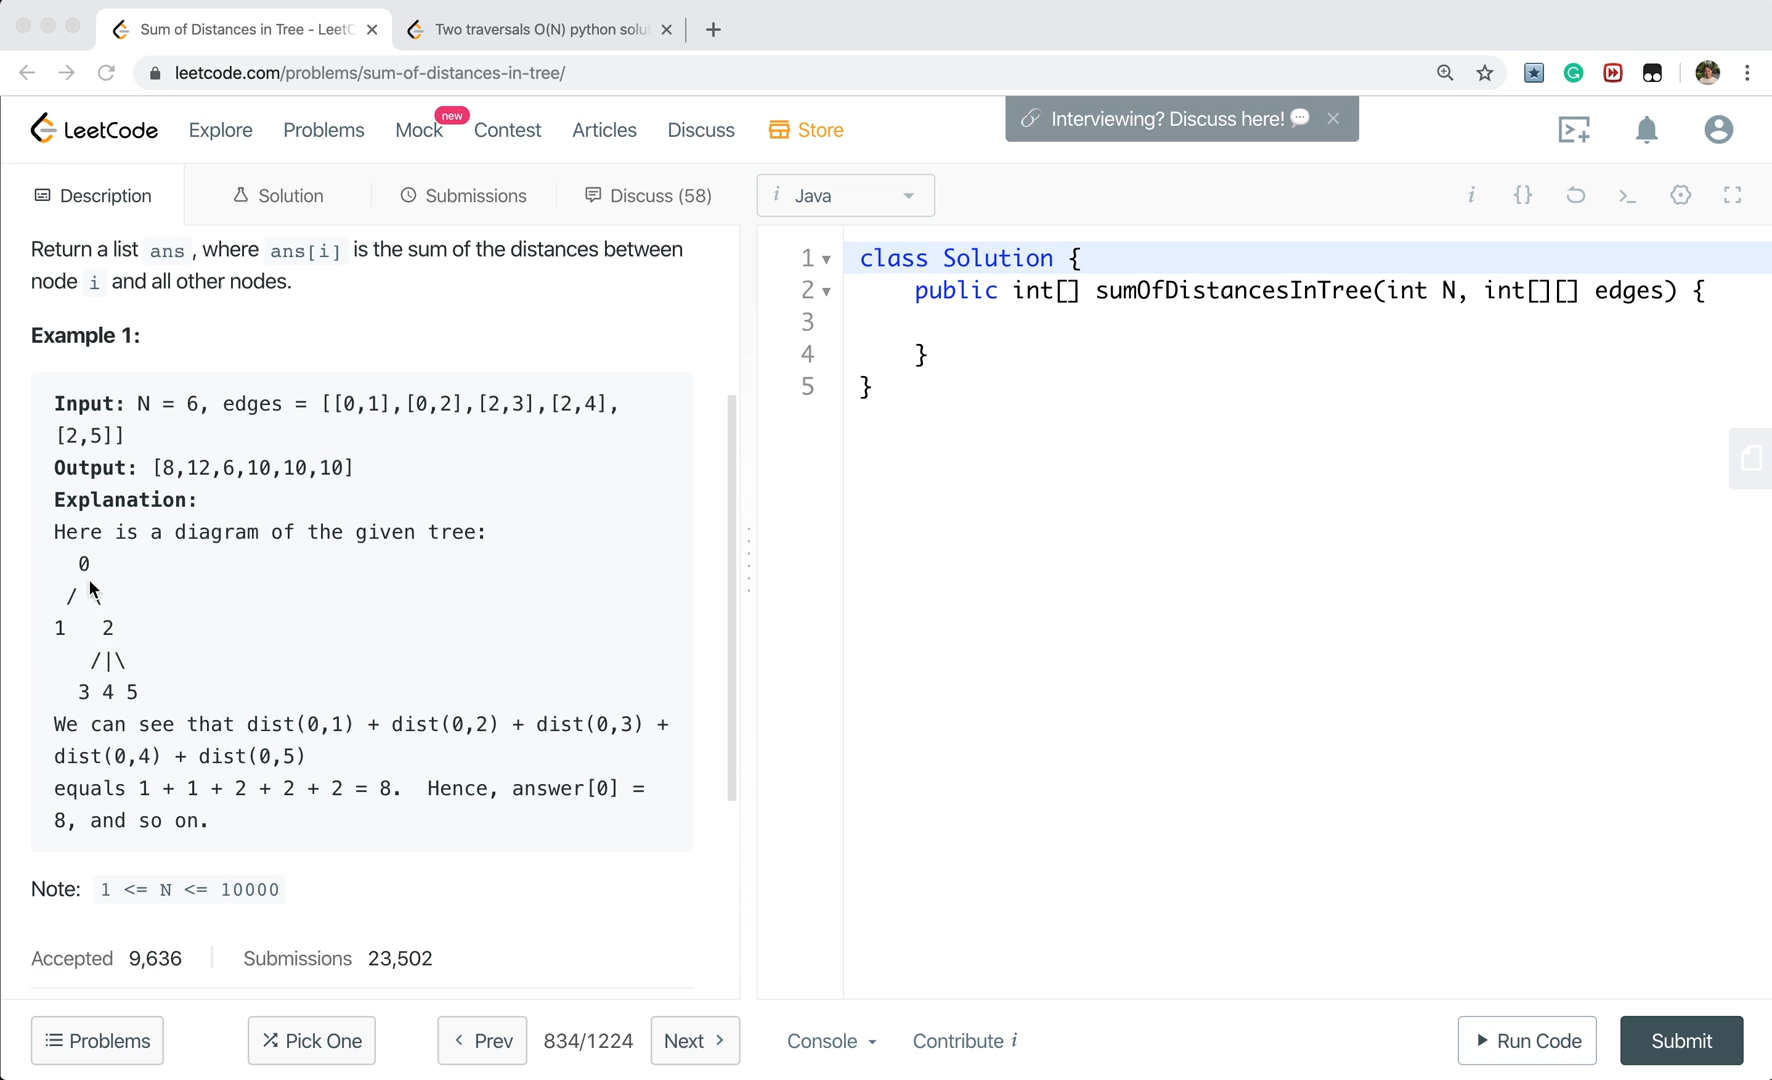 Sum of Distances in Tree - Leet
Two traversals O(N) python solu
leetcode.com/problems/sum-of-distances-in-tree/
LeetCode
Explore
Problems
Mock
new
Contest
Articles
Discuss
Store
Interviewing? Discuss here!
Description
Solution
Submissions
Discuss (58)
i Java
Return a list ans , where ans[i] is the sum of the distances between
node i and all other nodes.
Example 1:
Input: N = 6, edges = [[0,1],[0,2],[2,3],[2,4],
[2,5]]
Output: [8,12,6,10,10,10]
Explanation:
Here is a diagram of the given tree:
0
/ \
1 2
/|\
3 4 5
We can see that dist(0,1) + dist(0,2) + dist(0,3) +
dist(0,4) + dist(0,5)
equals 1 + 1 + 2 + 2 + 2 = 8. Hence, answer[0] =
8, and so on.
Note: 1 <= N <= 10000
Accepted 9,636
Submissions 23,502
1 class Solution {
2 public int[] sumOfDistancesInTree(int N, int[][] edges) {
3
4 }
5 }
Problems
Pick One
Prev
834/1224
Next
Console
Contribute i
Run Code
Submit